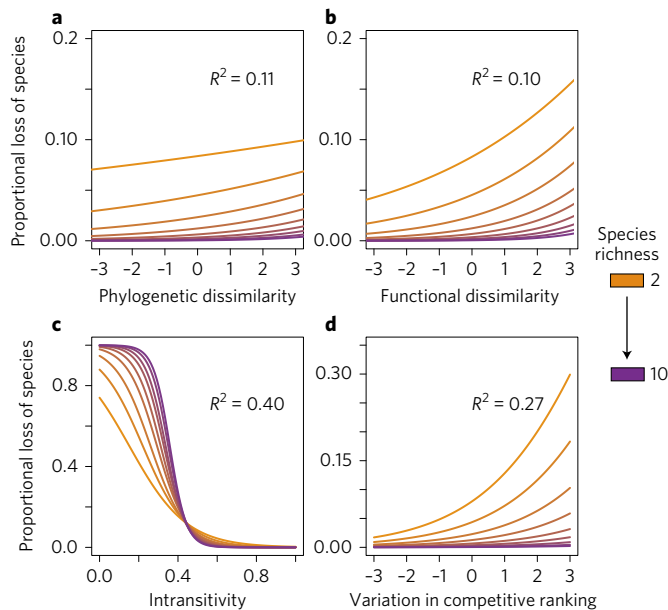 a
b
0.2
0.10
0.00
Proportional loss of species
R² = 0.11
−3 −2 −1 0 1 2 3
Phylogenetic dissimilarity
0.2
0.10
0.00
R² = 0.10
−3 −2 −1 0 1 2 3
Functional dissimilarity
Species
richness
2
10
c
d
0.8
0.4
0.0
Proportional loss of species
R² = 0.40
0.0 0.4 0.8
Intransitivity
0.30
0.15
0.00
R² = 0.27
−3 −2 −1 0 1 2 3
Variation in competitive ranking